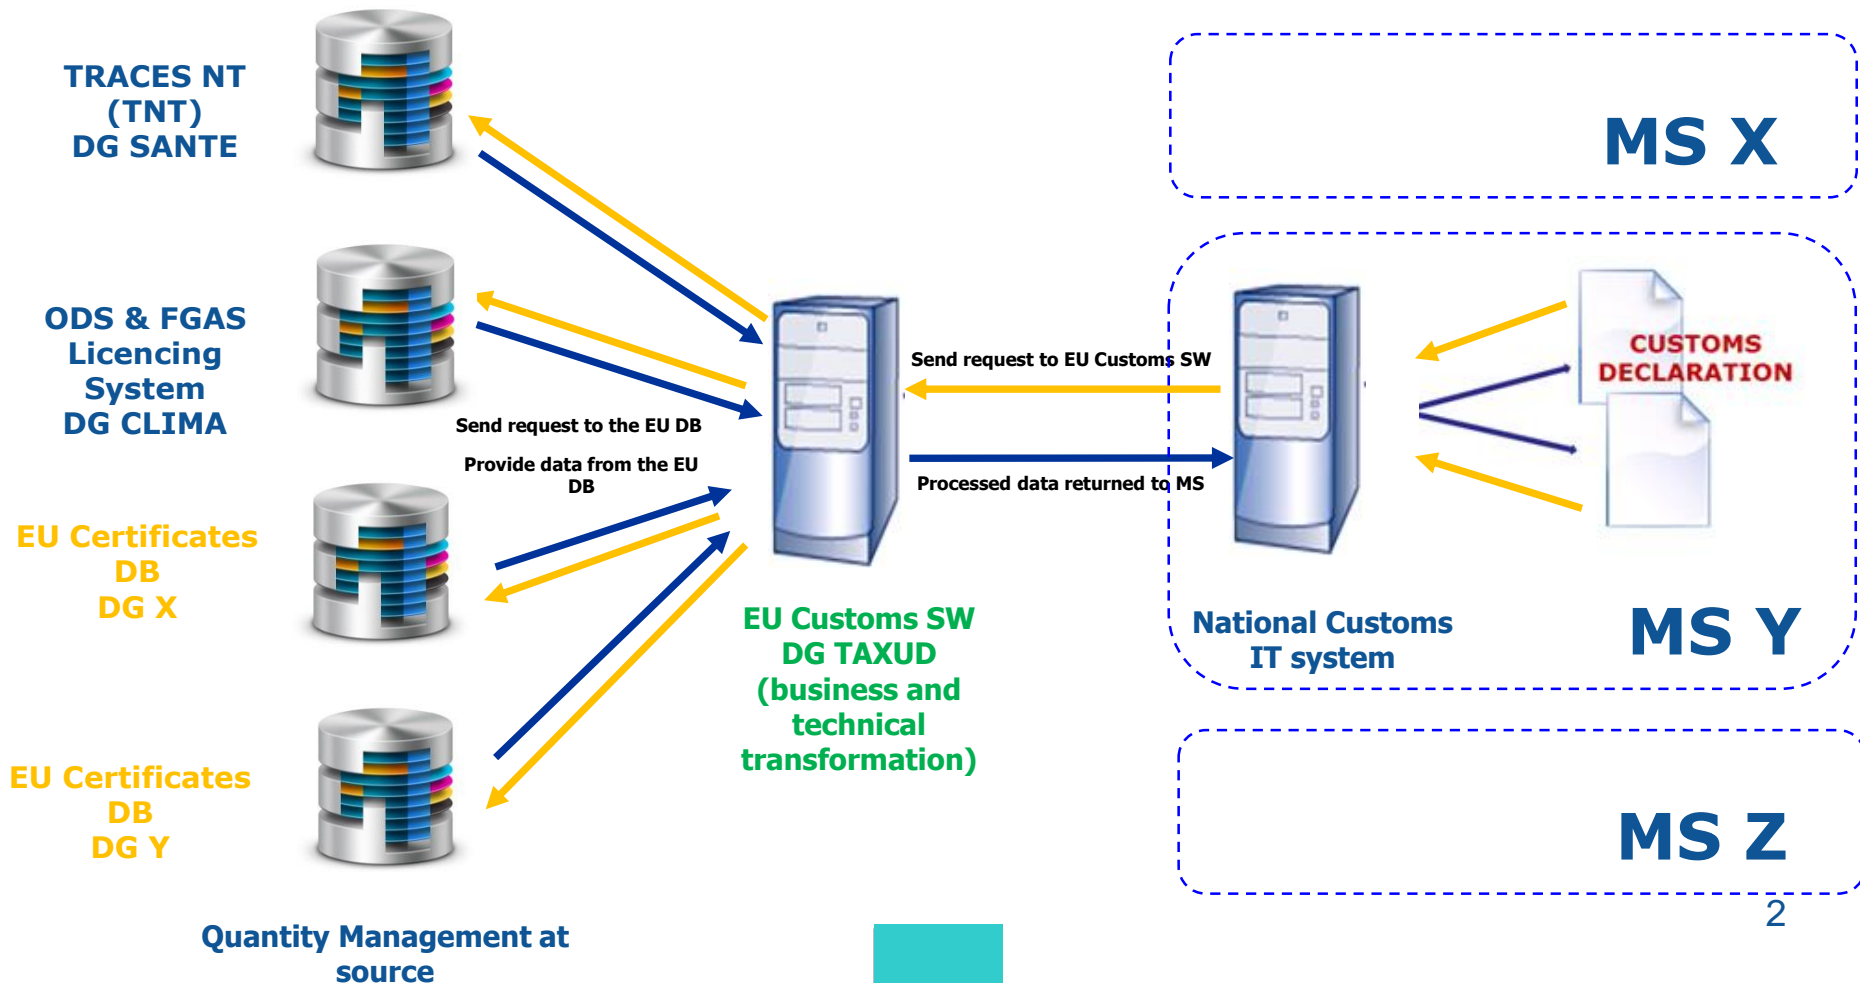 TRACES NT
(TNT)
DG SANTE
ODS & FGAS
Licencing
System
DG CLIMA
EU Certificates
DB
DG X
EU Certificates
DB
DG Y
Quantity Management at
source
Send request to the EU DB
Provide data from the EU
DB
EU Customs SW
DG TAXUD
(business and
technical
transformation)
Send request to EU Customs SW
Processed data returned to MS
MS X
CUSTOMS
DECLARATION
National Customs
IT system
MS Y
MS Z
2